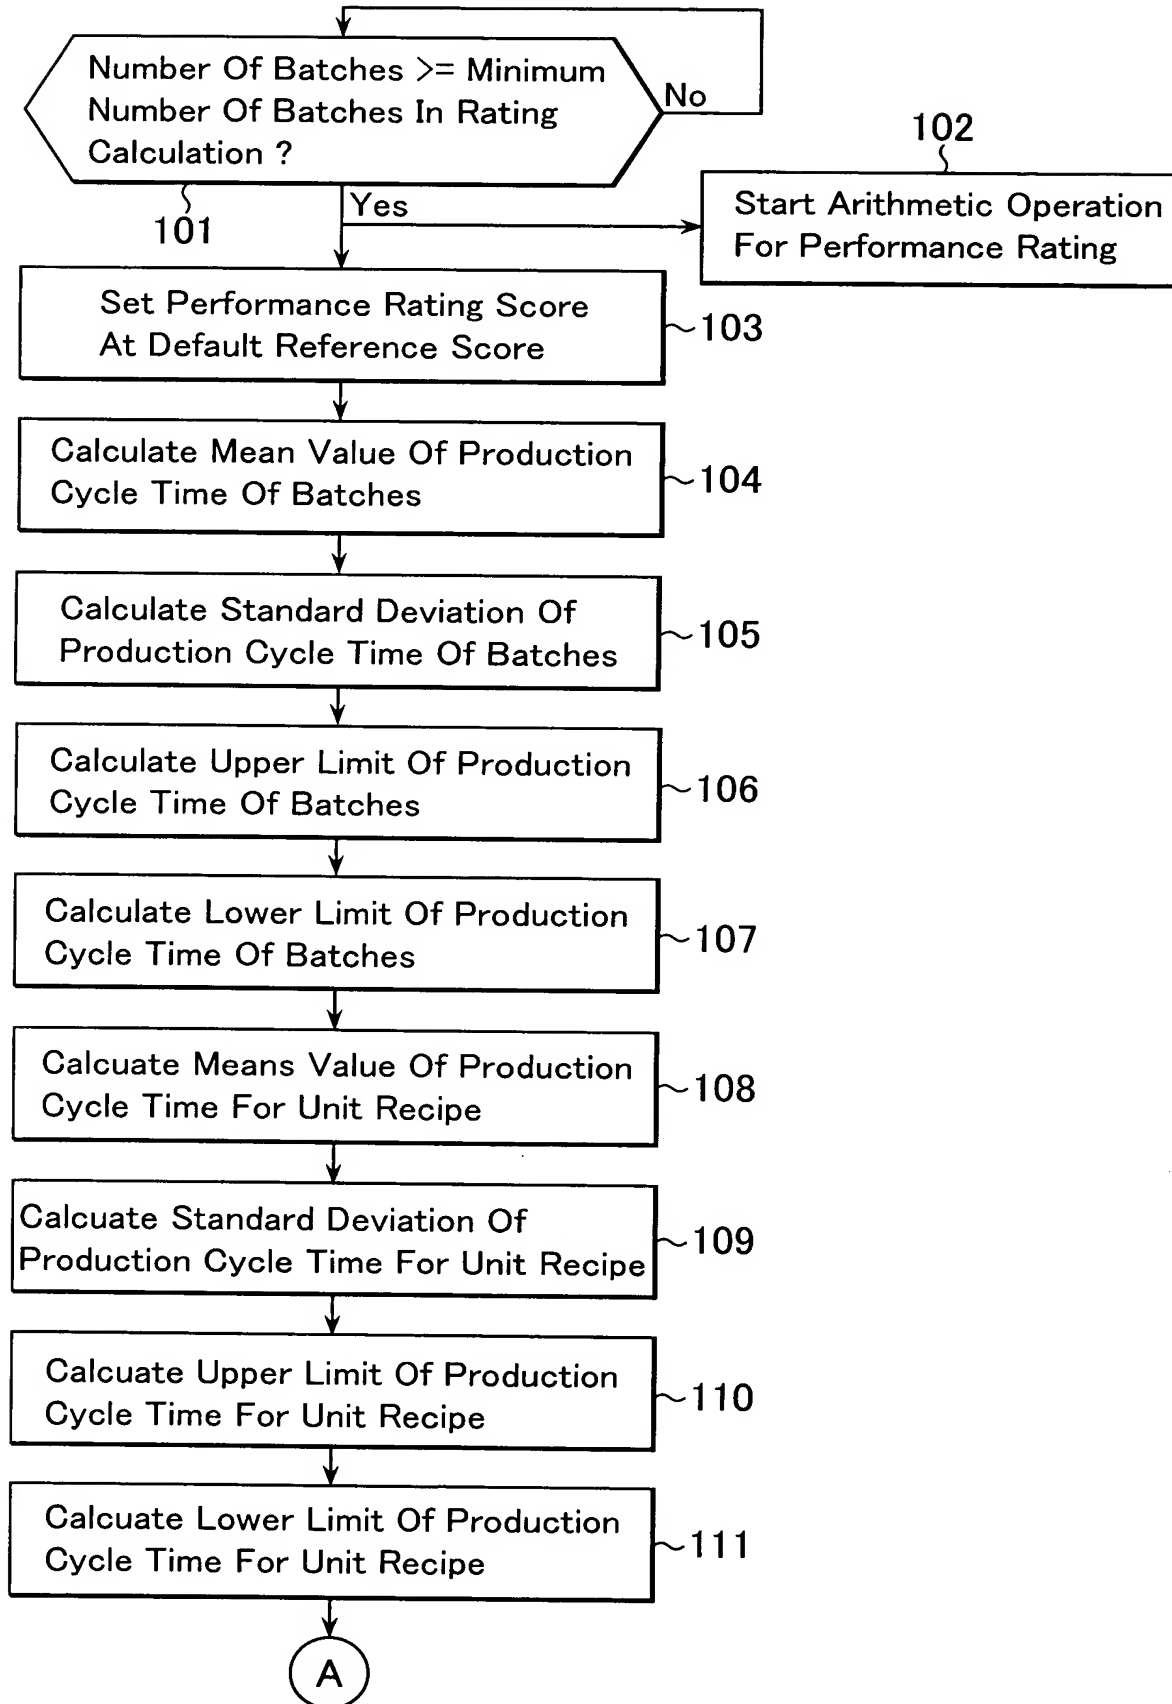 Number Of Batches >= Minimum
Number Of Batches In Rating
Calculation ?
No
101
Yes
102
Start Arithmetic Operation
For Performance Rating
Set Performance Rating Score
At Default Reference Score
103
Calculate Mean Value Of Production
Cycle Time Of Batches
104
Calculate Standard Deviation Of
Production Cycle Time Of Batches
105
Calculate Upper Limit Of Production
Cycle Time Of Batches
106
Calculate Lower Limit Of Production
Cycle Time Of Batches
107
Calcuate Means Value Of Production
Cycle Time For Unit Recipe
108
Calcuate Standard Deviation Of
Production Cycle Time For Unit Recipe
109
Calcuate Upper Limit Of Production
Cycle Time For Unit Recipe
110
Calcuate Lower Limit Of Production
Cycle Time For Unit Recipe
111
A